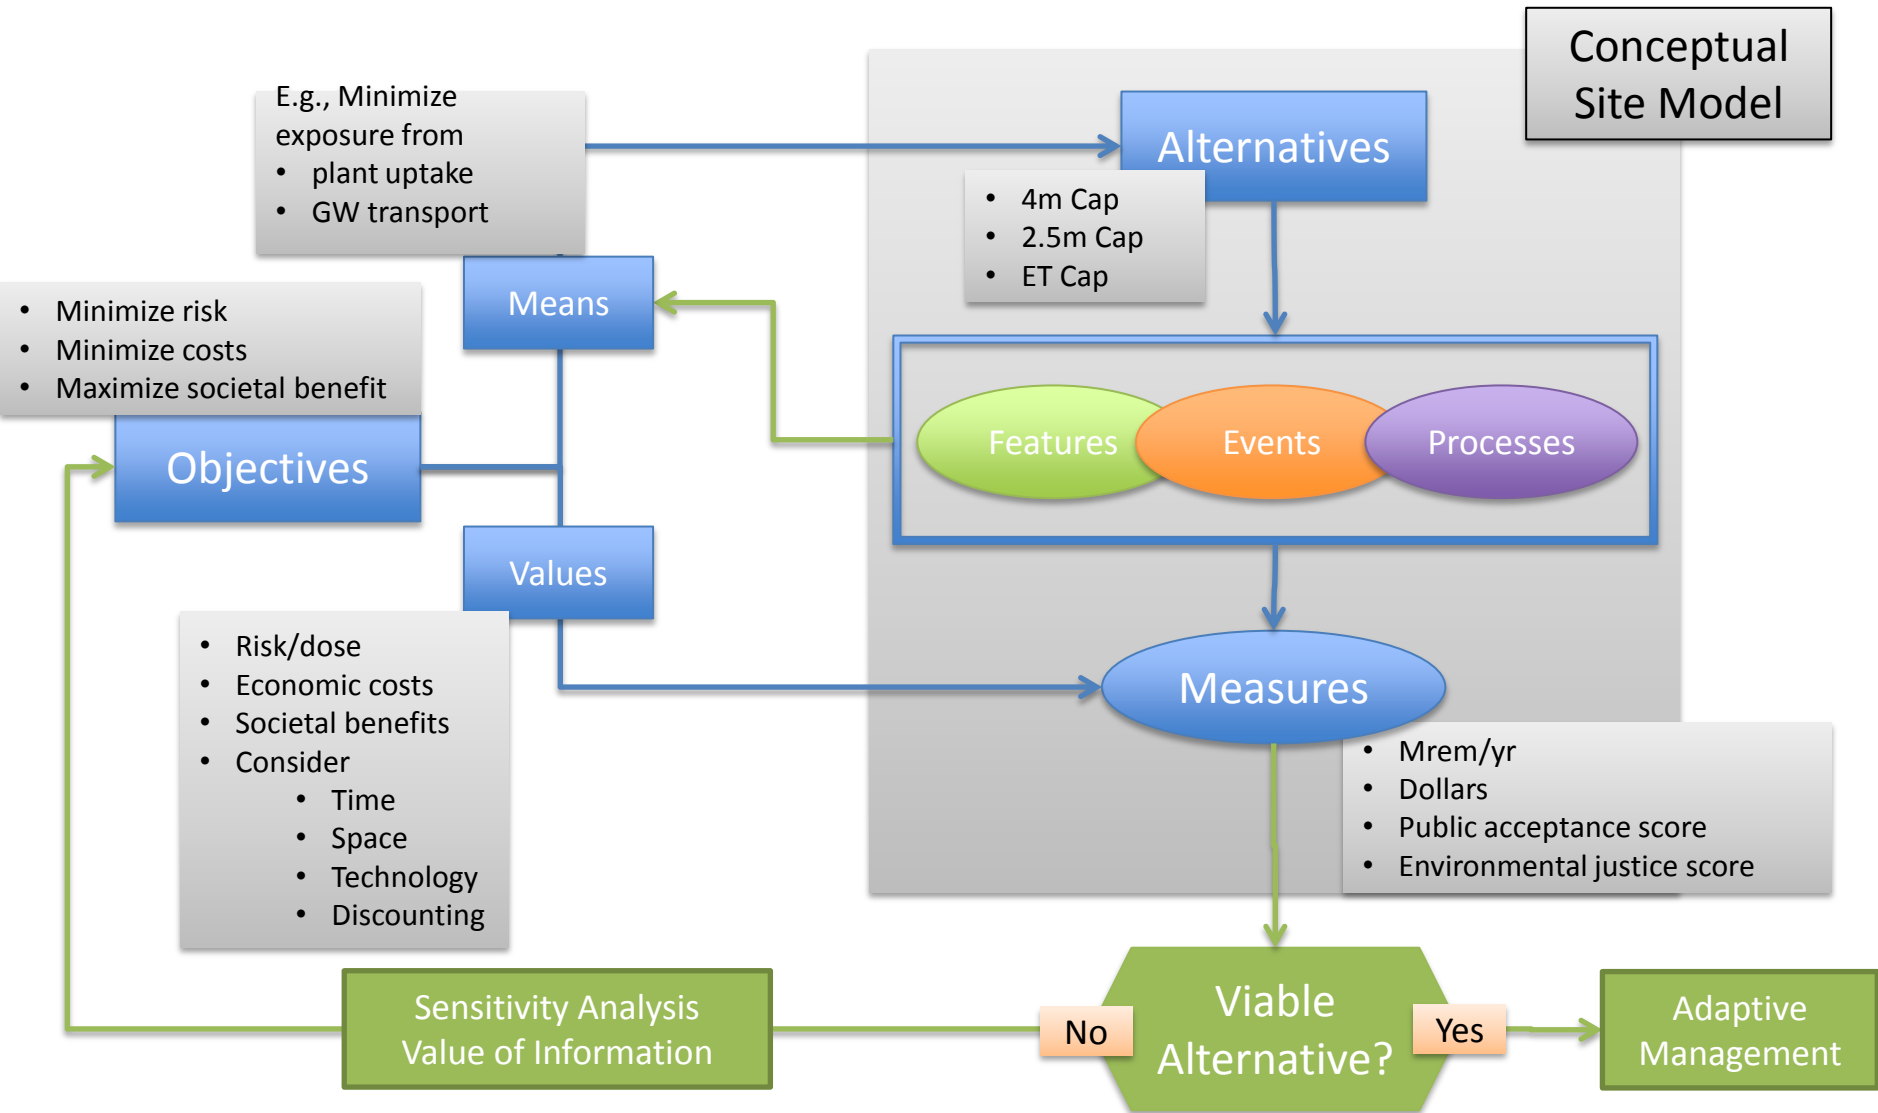 Conceptual
Site Model
E.g., Minimize
exposure from
• plant uptake
• GW transport
Alternatives
• 4m Cap
• 2.5m Cap
• ET Cap
Means
• Minimize risk
• Minimize costs
• Maximize societal benefit
Objectives
Features
Events
Processes
Values
• Risk/dose
• Economic costs
• Societal benefits
• Consider
• Time
• Space
• Technology
• Discounting
Measures
• Mrem/yr
• Dollars
• Public acceptance score
• Environmental justice score
Sensitivity Analysis
Value of Information
No
Viable
Alternative?
Yes
Adaptive
Management